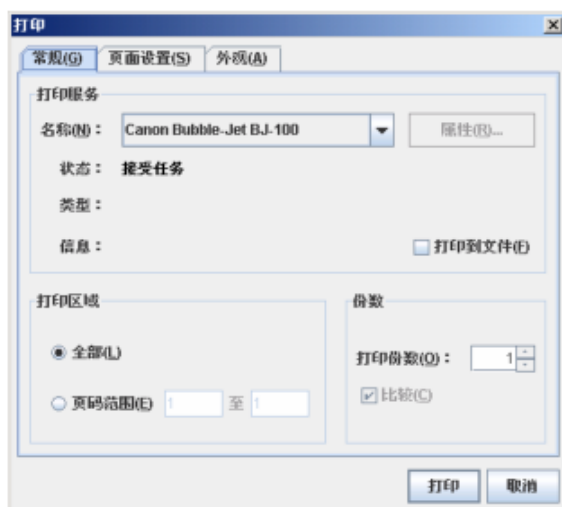 打印
常规(G) 页面设置(S) 外观(A)
打印服务
名称(N)： Canon Bubble-Jet BJ-100 属性(R)...
状态： 接受任务
类型：
信息： 打印到文件(F)
打印区域 份数
全部(L) 打印份数(O)： 1
页码范围(E) 1 至 1 比较(C)
打印 取消